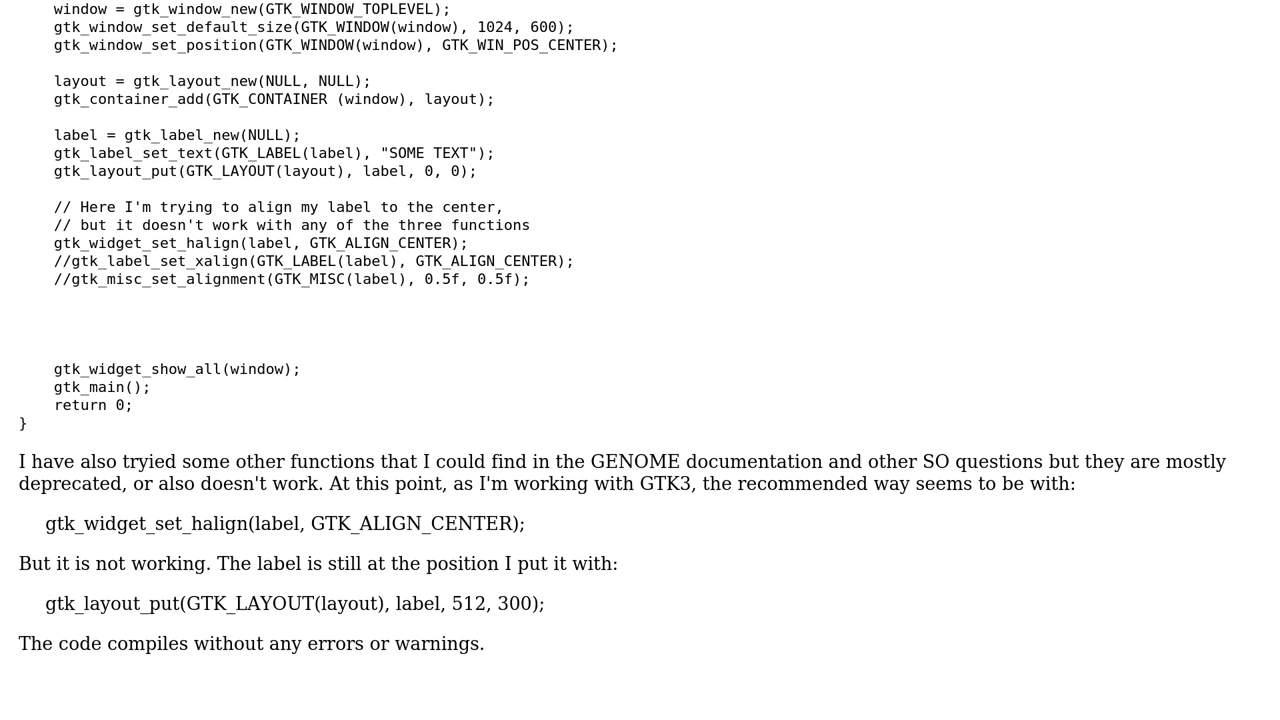 window = gtk_window_new(GTK_WINDOW_TOPLEVEL);
gtk_window_set_default_size(GTK_WINDOW(window), 1024, 600);
gtk_window_set_position(GTK_WINDOW(window), GTK_WIN_POS_CENTER);
layout = gtk_layout_new(NULL, NULL);
gtk_container_add(GTK_CONTAINER (window), layout);
label = gtk_label_new(NULL);
gtk_label_set_text(GTK_LABEL(label), "SOME TEXT");
gtk_layout_put(GTK_LAYOUT(layout), label, 0, 0);
// Here I'm trying to align my label to the center,
// but it doesn't work with any of the three functions
gtk_widget_set_halign(label, GTK_ALIGN_CENTER);
//gtk_label_set_xalign(GTK_LABEL(label), GTK_ALIGN_CENTER);
//gtk_misc_set_alignment(GTK_MISC(label), 0.5f, 0.5f);
gtk_widget_show_all(window);
gtk_main();
return 0;
}
I have also tryied some other functions that I could find in the GENOME documentation and other SO questions but they are mostly
deprecated, or also doesn't work. At this point, as I'm working with GTK3, the recommended way seems to be with:
gtk_widget_set_halign(label, GTK_ALIGN_CENTER);
But it is not working. The label is still at the position I put it with:
gtk_layout_put(GTK_LAYOUT(layout), label, 512, 300);
The code compiles without any errors or warnings.